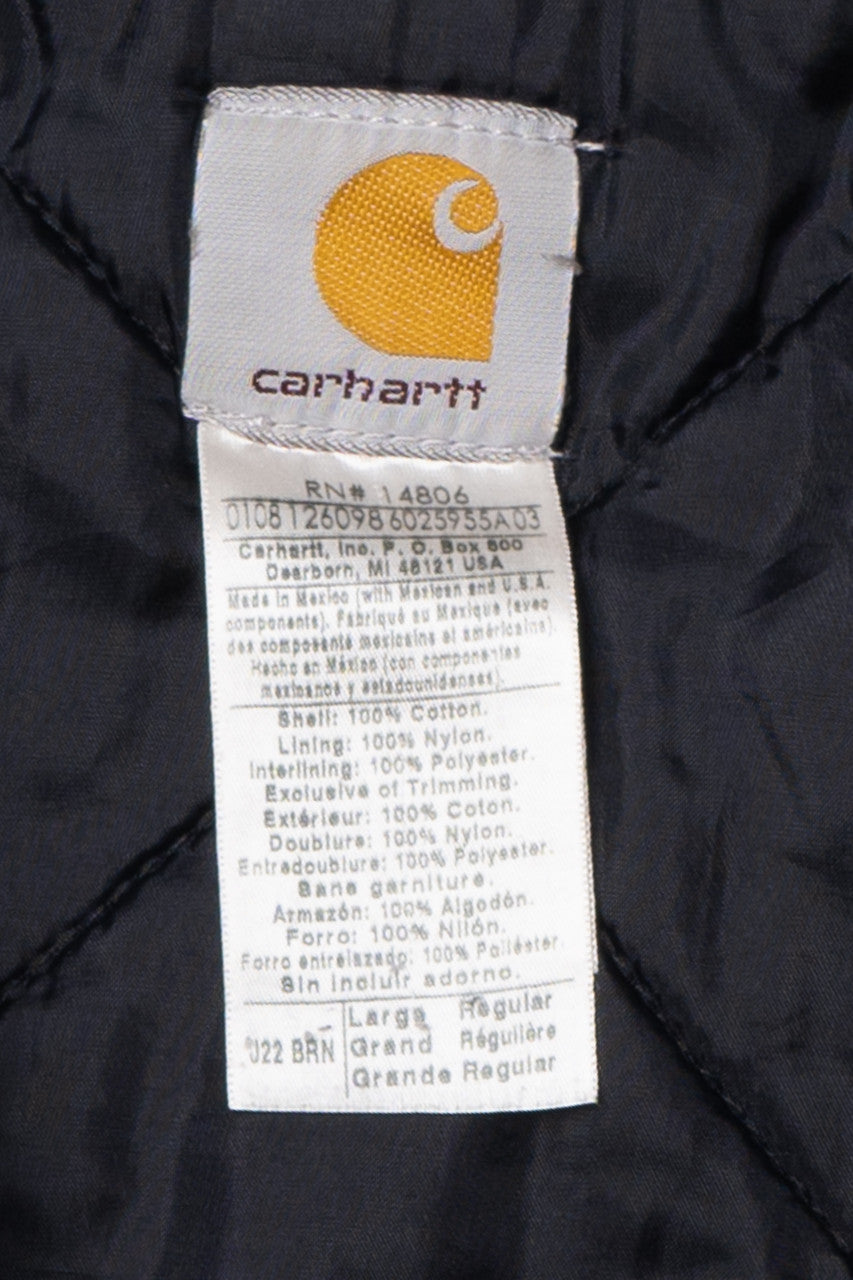 carhartt
RN# 14806
0108126098602595 5A 03
Carhartt, Inc. P. O. Box 600
Dearborn, MI 48121 USA
Made in Mexico (with Mexican and U.S.A.
components). Fabriqué au Mexique (avec
des composants mexicains et américains).
Hecho en México (con componentes
mexicanos y estadounidenses).
Shell: 100% Cotton.
Lining: 100% Nylon.
Interlining: 100% Polyester.
Exclusive of Trimming.
Extérieur: 100% Coton.
Doublure: 100% Nylon.
Entredoublure: 100% Polyester.
Sans garniture.
Armazón: 100% Algodón.
Forro: 100% Nilón.
Forro entrelazado: 100% Poliéster.
Sin incluir adorno.
J22 BRN
Large Regular
Grand Régulière
Grande Regular